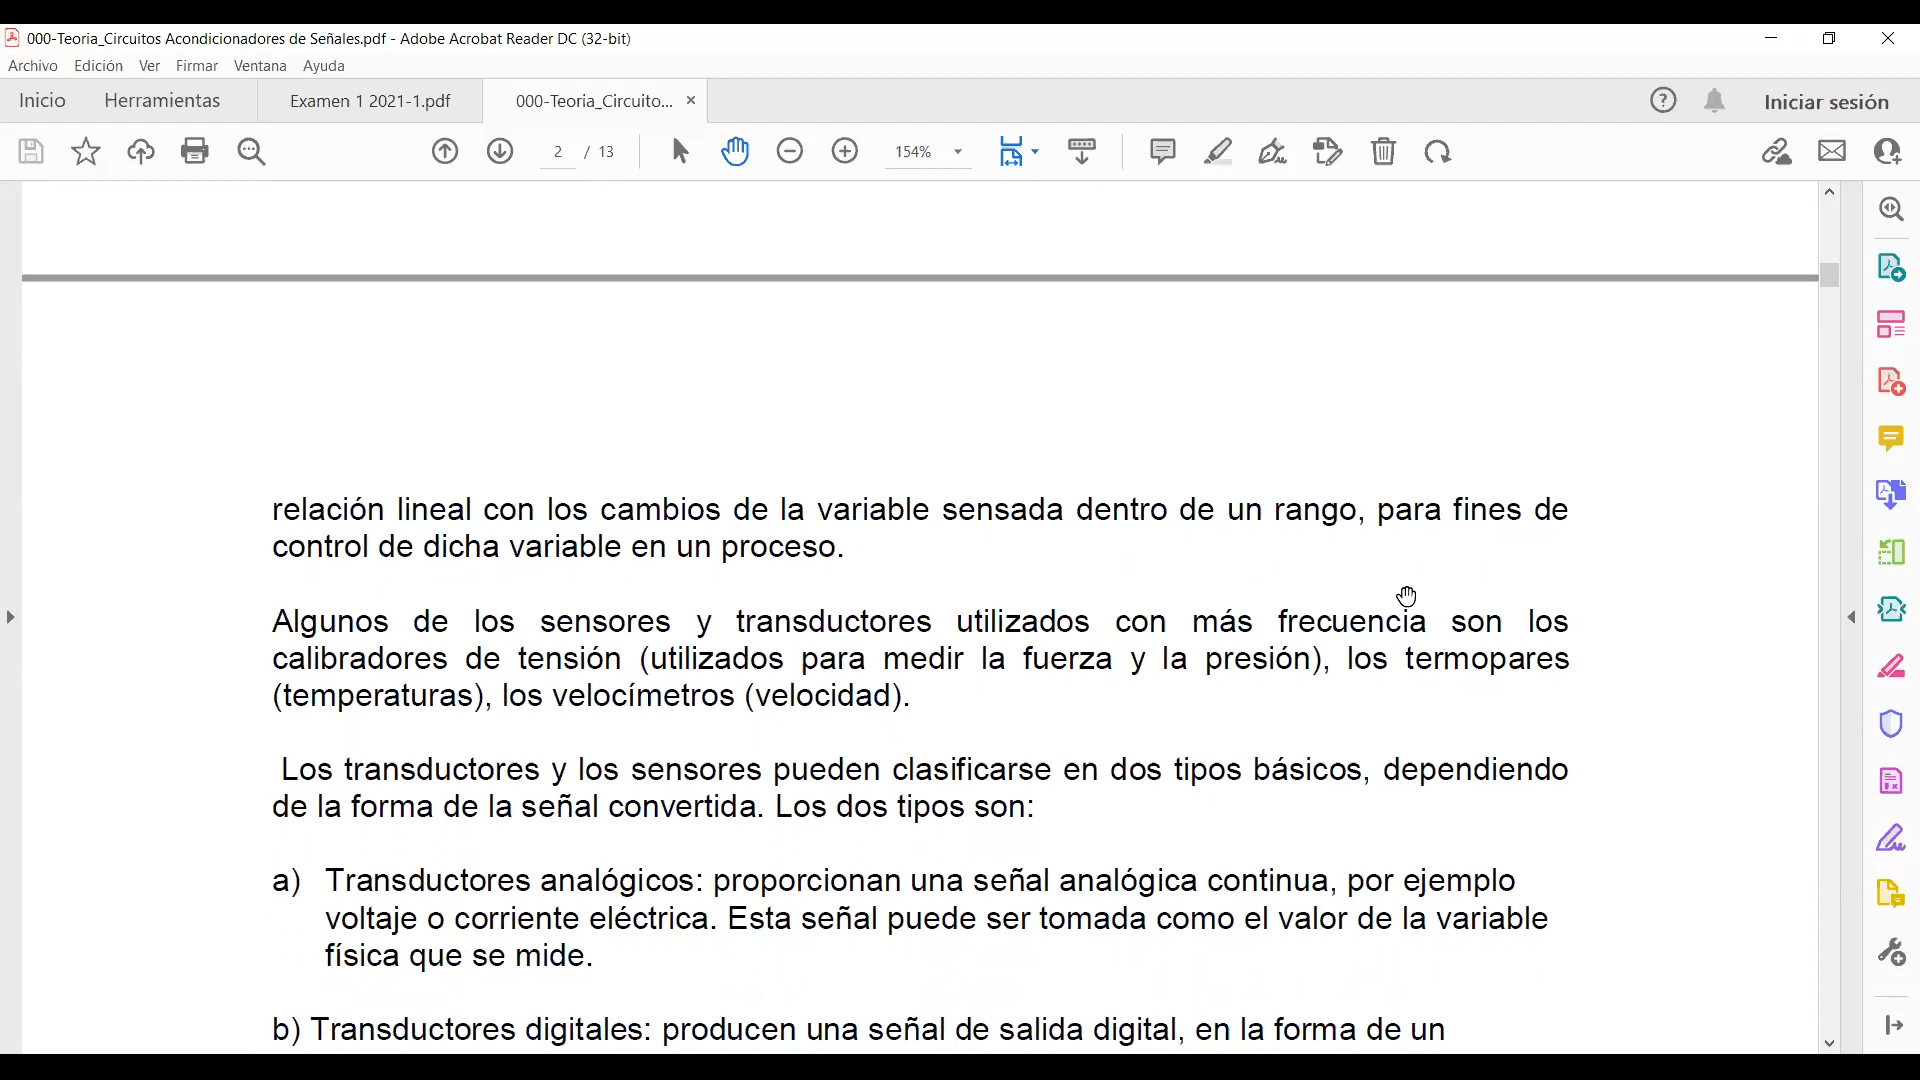 000-Teoria_Circuitos Acondicionadores de Señales.pdf - Adobe Acrobat Reader DC (32-bit)
Archivo Edición Ver Firmar Ventana Ayuda
Inicio Herramientas Examen 1 2021-1.pdf 000-Teoria_Circuito... × Iniciar sesión
2 / 13 154%
relación lineal con los cambios de la variable sensada dentro de un rango, para fines de
control de dicha variable en un proceso.
Algunos de los sensores y transductores utilizados con más frecuencia son los
calibradores de tensión (utilizados para medir la fuerza y la presión), los termopares
(temperaturas), los velocímetros (velocidad).
Los transductores y los sensores pueden clasificarse en dos tipos básicos, dependiendo
de la forma de la señal convertida. Los dos tipos son:
a) Transductores analógicos: proporcionan una señal analógica continua, por ejemplo
voltaje o corriente eléctrica. Esta señal puede ser tomada como el valor de la variable
física que se mide.
b) Transductores digitales: producen una señal de salida digital, en la forma de un